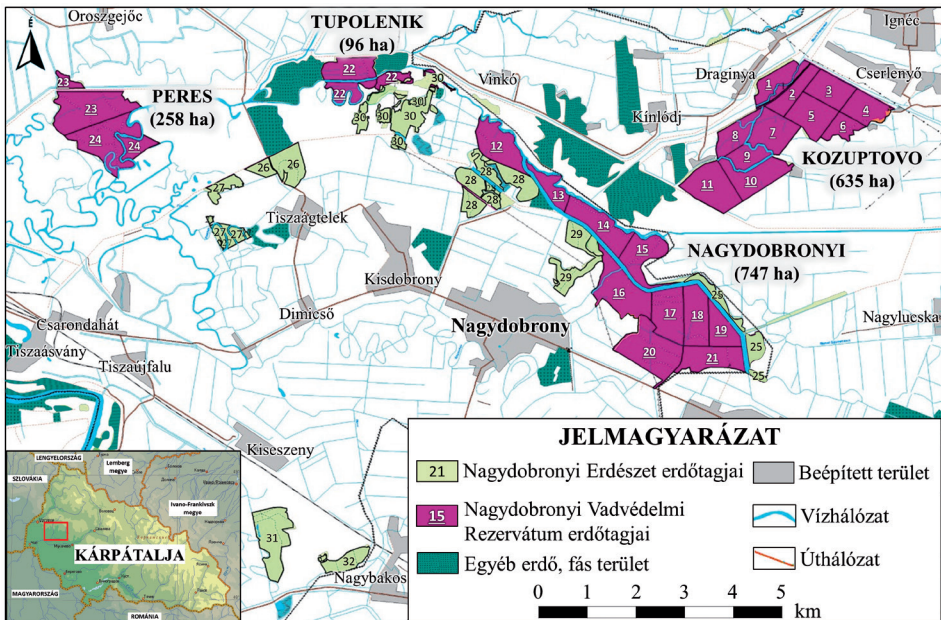 Oroszgejőc
TUPOLENIK
(96 ha)
Ignéc
É
Vinkó
Draginya
Cserlenyő
PERES
(258 ha)
Kínlódj
KOZUPTOVO
(635 ha)
23
23
24
24
22
22
22
22
30
30
30
30
30
30
1
2
3
4
5
6
7
8
9
10
11
12
13
14
15
16
17
18
19
20
21
25
25
25
26
26
27
27
27
28
28
28
28
28
29
29
Tiszaágtelek
NAGYDOBRONYI
(747 ha)
Kisdobrony
Dimicső
Nagydobrony
Csarondahát
Nagylucska
Tiszaásvány
Tiszaújfalu
Kiseszeny
31
32
Nagybakos
JELMAGYARÁZAT
21 Nagydobronyi Erdészet erdőtagjai
15 Nagydobronyi Vadvédelmi
Rezervátum erdőtagjai
Egyéb erdő, fás terület
Beépített terület
Vízhálózat
Úthálózat
0 1 2 3 4 5
km
LENGYELORSZÁG
Lemberg
megye
SZLOVÁKIA
Ivano-Frankivszk
megye
KÁRPÁTALJA
MAGYARORSZÁG
ROMÁNIA